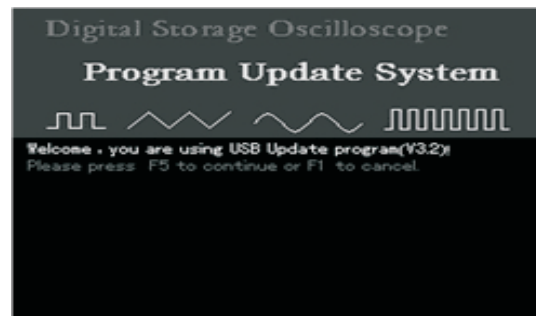 Digital Storage Oscilloscope
Program Update System
Welcome , you are using USB Update program(V3.2)!
Please press F5 to continue or F1 to cancel.